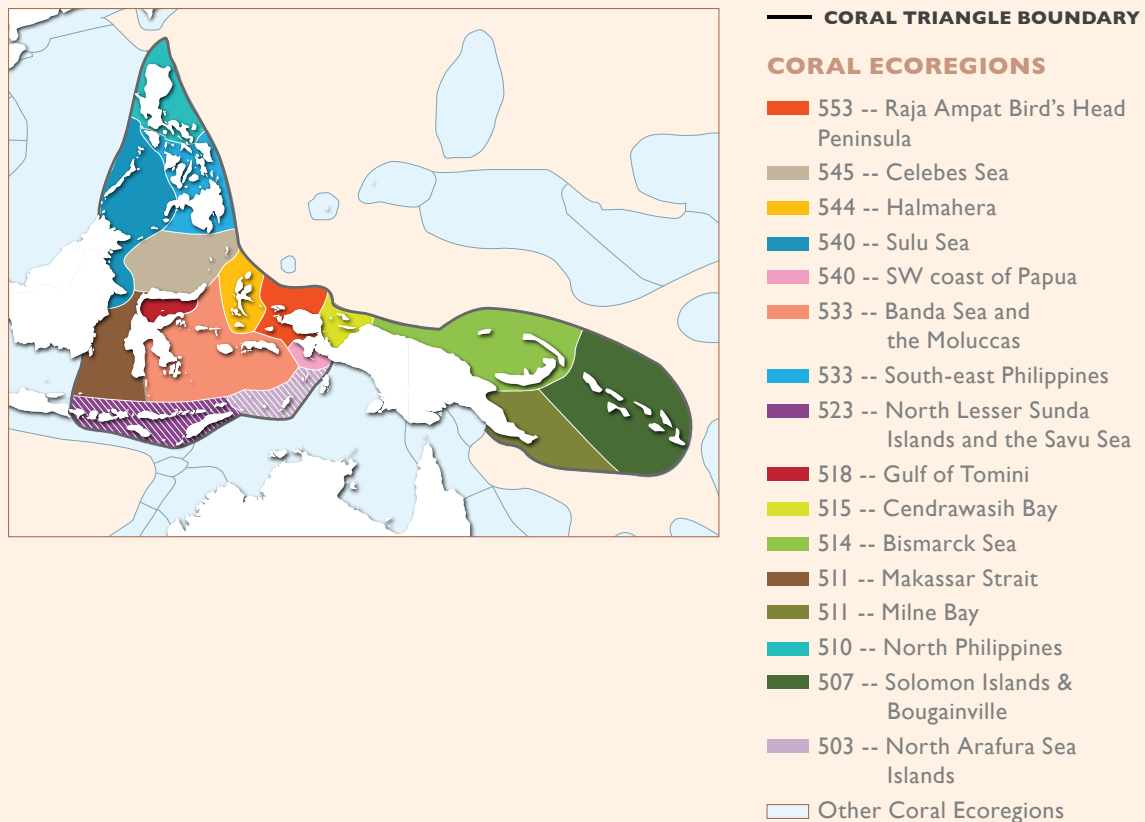 CORAL TRIANGLE BOUNDARY
CORAL ECOREGIONS
553 -- Raja Ampat Bird’s Head
Peninsula
545 -- Celebes Sea
544 -- Halmahera
540 -- Sulu Sea
540 -- SW coast of Papua
533 -- Banda Sea and
the Moluccas
533 -- South-east Philippines
523 -- North Lesser Sunda
Islands and the Savu Sea
518 -- Gulf of Tomini
515 -- Cendrawasih Bay
514 -- Bismarck Sea
511 -- Makassar Strait
511 -- Milne Bay
510 -- North Philippines
507 -- Solomon Islands &
Bougainville
503 -- North Arafura Sea
Islands
Other Coral Ecoregions